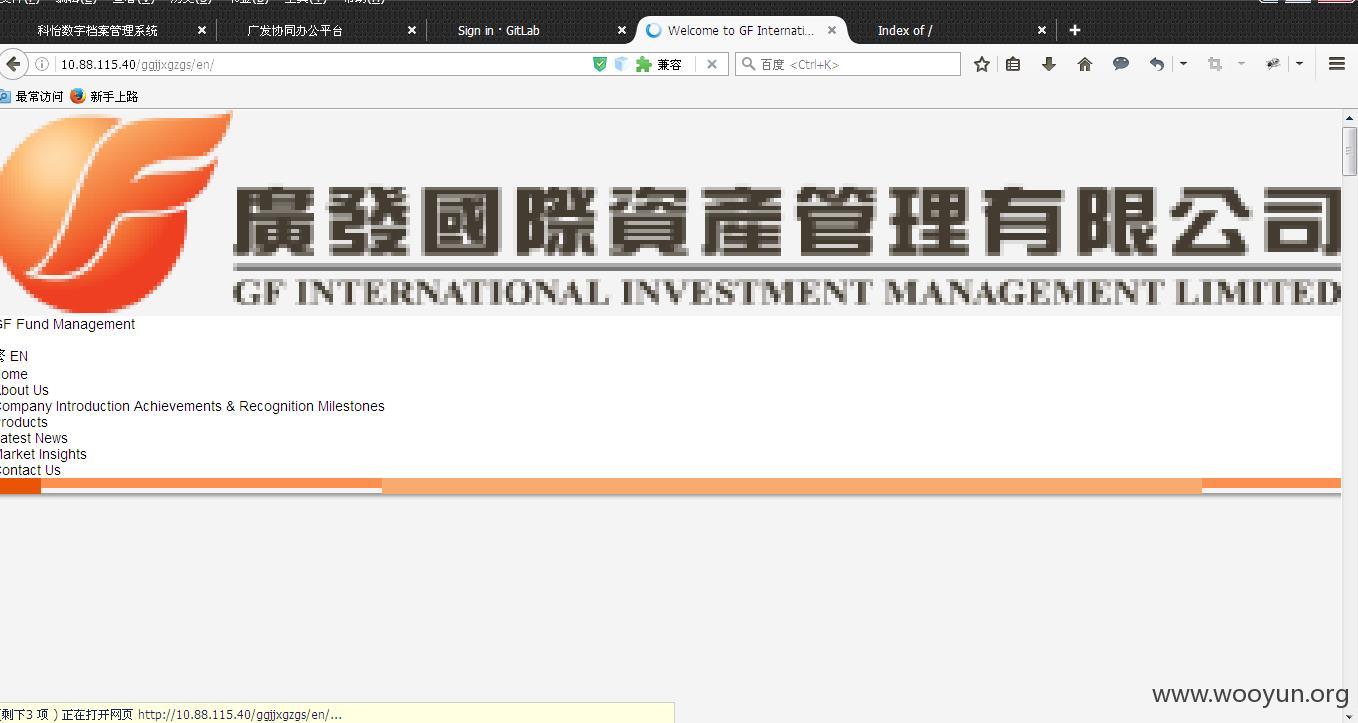 科怡数字档案管理系统
广发协同办公平台
Sign in · GitLab
Welcome to GF Internati...
Index of /
10.88.115.40/ggjjxgzgs/en/
兼容
百度 <Ctrl+K>
最常访问
新手上路
廣發國際資產管理有限公司
GF INTERNATIONAL INVESTMENT MANAGEMENT LIMITED
GF Fund Management
繁 EN
ome
bout Us
Company Introduction Achievements & Recognition Milestones
roducts
atest News
Market Insights
Contact Us
www.wooyun.org
(剩下3 项 ) 正在打开网页 http://10.88.115.40/ggjjxgzgs/en/...